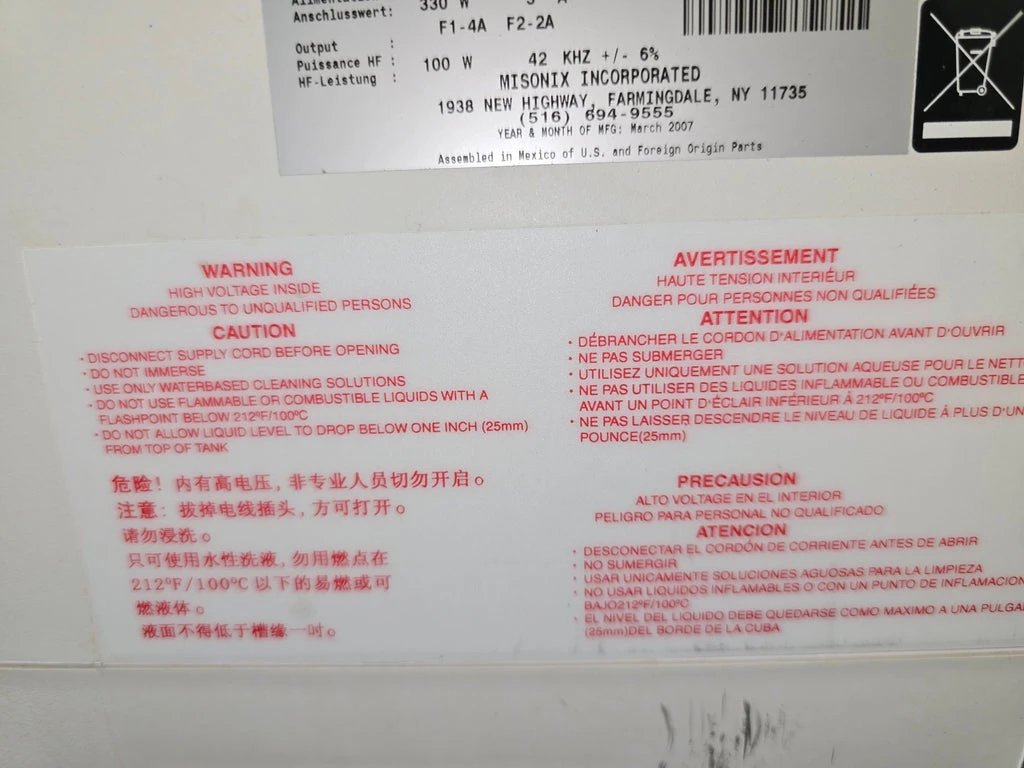 Anschlusswert: 330 W
F1-4A F2-2A
Output :
Puissance HF : 100 W 42 KHZ +/- 6%
HF-Leistung :
MISONIX INCORPORATED
1938 NEW HIGHWAY, FARMINGDALE, NY 11735
(516) 694-9555
YEAR & MONTH OF MFG: March 2007
Assembled in Mexico of U.S. and Foreign Origin Parts
WARNING
HIGH VOLTAGE INSIDE
DANGEROUS TO UNQUALIFIED PERSONS
CAUTION
· DISCONNECT SUPPLY CORD BEFORE OPENING
· DO NOT IMMERSE
· USE ONLY WATERBASED CLEANING SOLUTIONS
· DO NOT USE FLAMMABLE OR COMBUSTIBLE LIQUIDS WITH A
FLASHPOINT BELOW 212ºF/100ºC
· DO NOT ALLOW LIQUID LEVEL TO DROP BELOW ONE INCH (25mm)
FROM TOP OF TANK
危险！内有高电压，非专业人员切勿开启。
注意：拔掉电线插头，方可打开。
请勿浸洗。
只可使用水性洗液，勿用燃点在
212ºF/100ºC 以下的易燃或可
燃液体。
液面不得低于槽缘一吋。
AVERTISSEMENT
HAUTE TENSION INTERIÉUR
DANGER POUR PERSONNES NON QUALIFIÉES
ATTENTION
· DÉBRANCHER LE CORDON D'ALIMENTATION AVANT D'OUVRIR
· NE PAS SUBMERGER
· UTILISEZ UNIQUEMENT UNE SOLUTION AQUEUSE POUR LE NETT
· NE PAS UTILISER DES LIQUIDES INFLAMMABLE OU COMBUSTIBLE
AVANT UN POINT D'ÉCLAIR INFÉRIEUR À 212ºF/100ºC
· NE PAS LAISSER DESCENDRE LE NIVEAU DE LIQUIDE À PLUS D'UN
POUNCE(25mm)
PRECAUSION
ALTO VOLTAGE EN EL INTERIOR
PELIGRO PARA PERSONAL NO QUALIFICADO
ATENCION
· DESCONECTAR EL CORDÓN DE CORRIENTE ANTES DE ABRIR
· NO SUMERGIR
· USAR UNICAMENTE SOLUCIONES AGUOSAS PARA LA LIMPIEZA
· NO USAR LIQUIDOS INFLAMABLES O CON UN PUNTO DE INFLAMACION
BAJO212ºF/100ºC
· EL NIVEL DEL LIQUIDO DEBE QUEDARSE COMO MAXIMO A UNA PULGA
(25mm)DEL BORDE DE LA CUBA